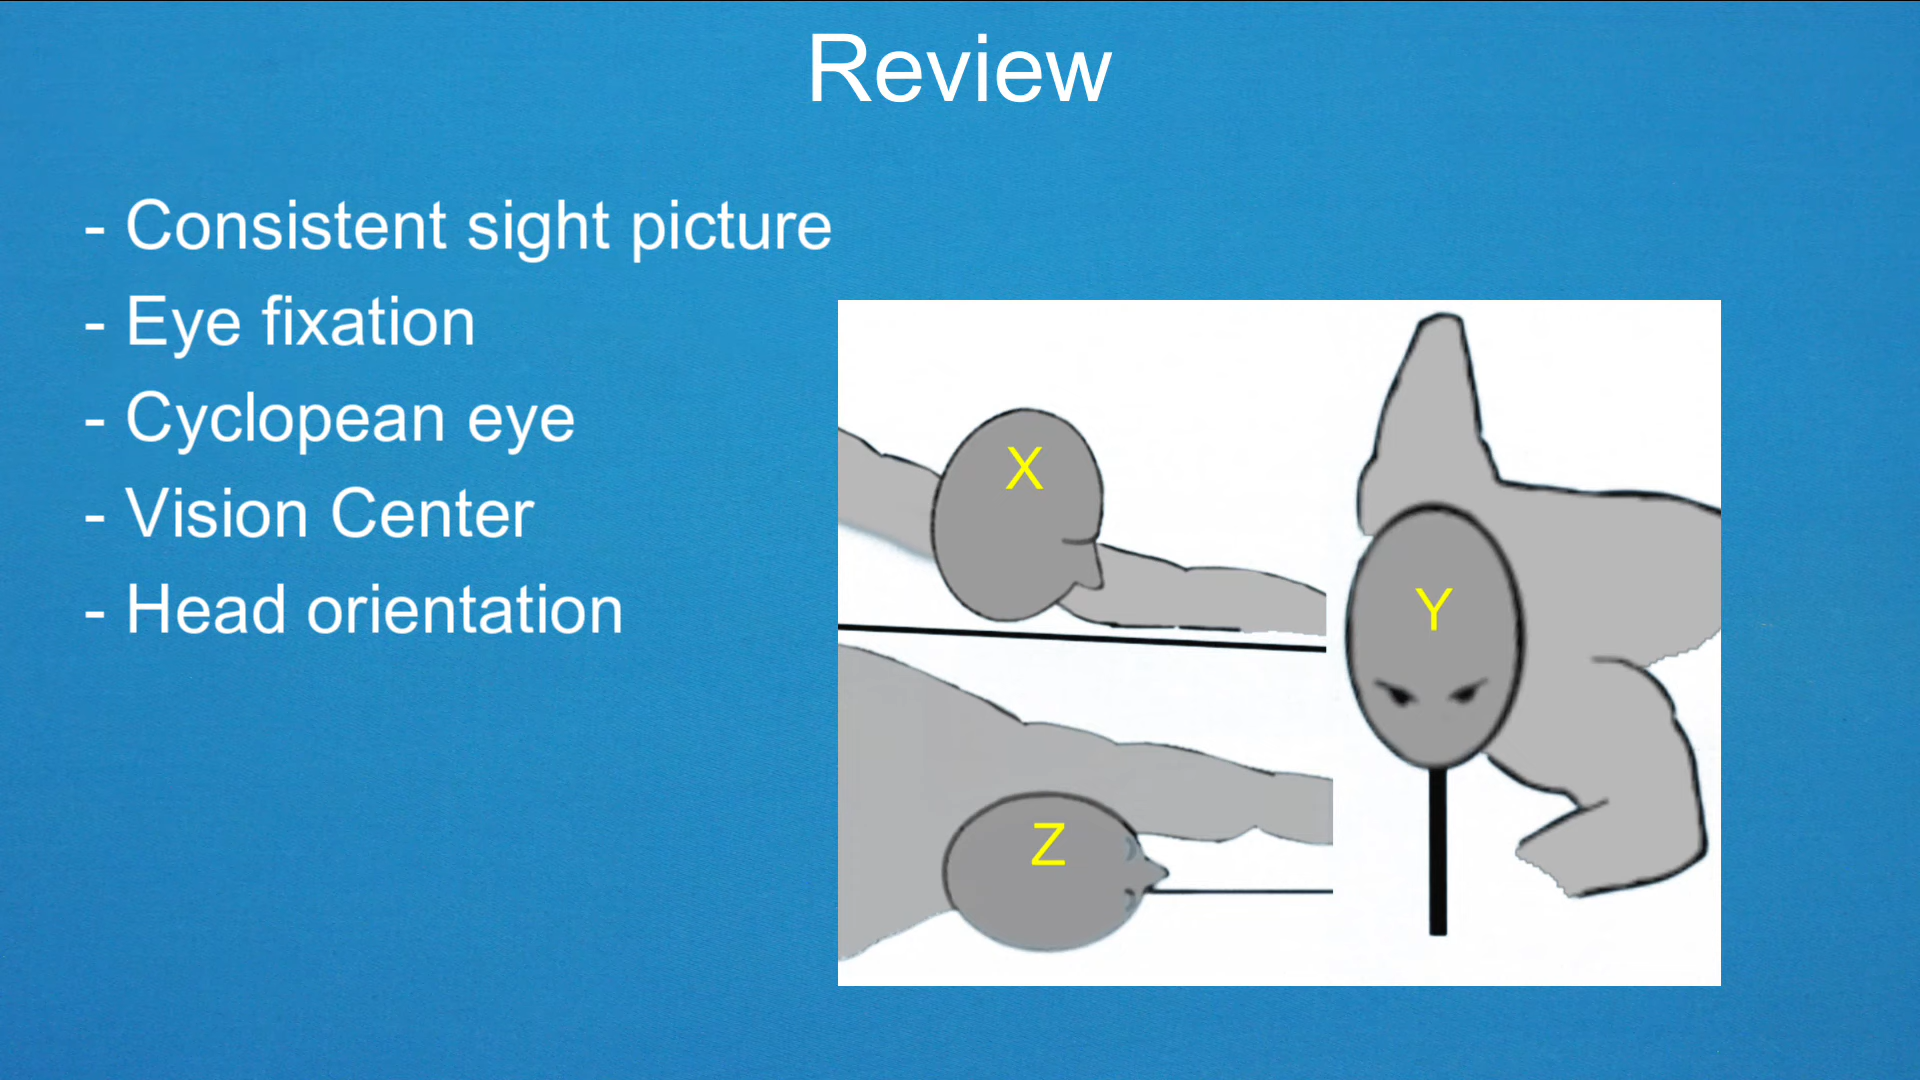 Review
- Consistent sight picture
- Eye fixation
- Cyclopean eye
- Vision Center
- Head orientation
X
Y
Z